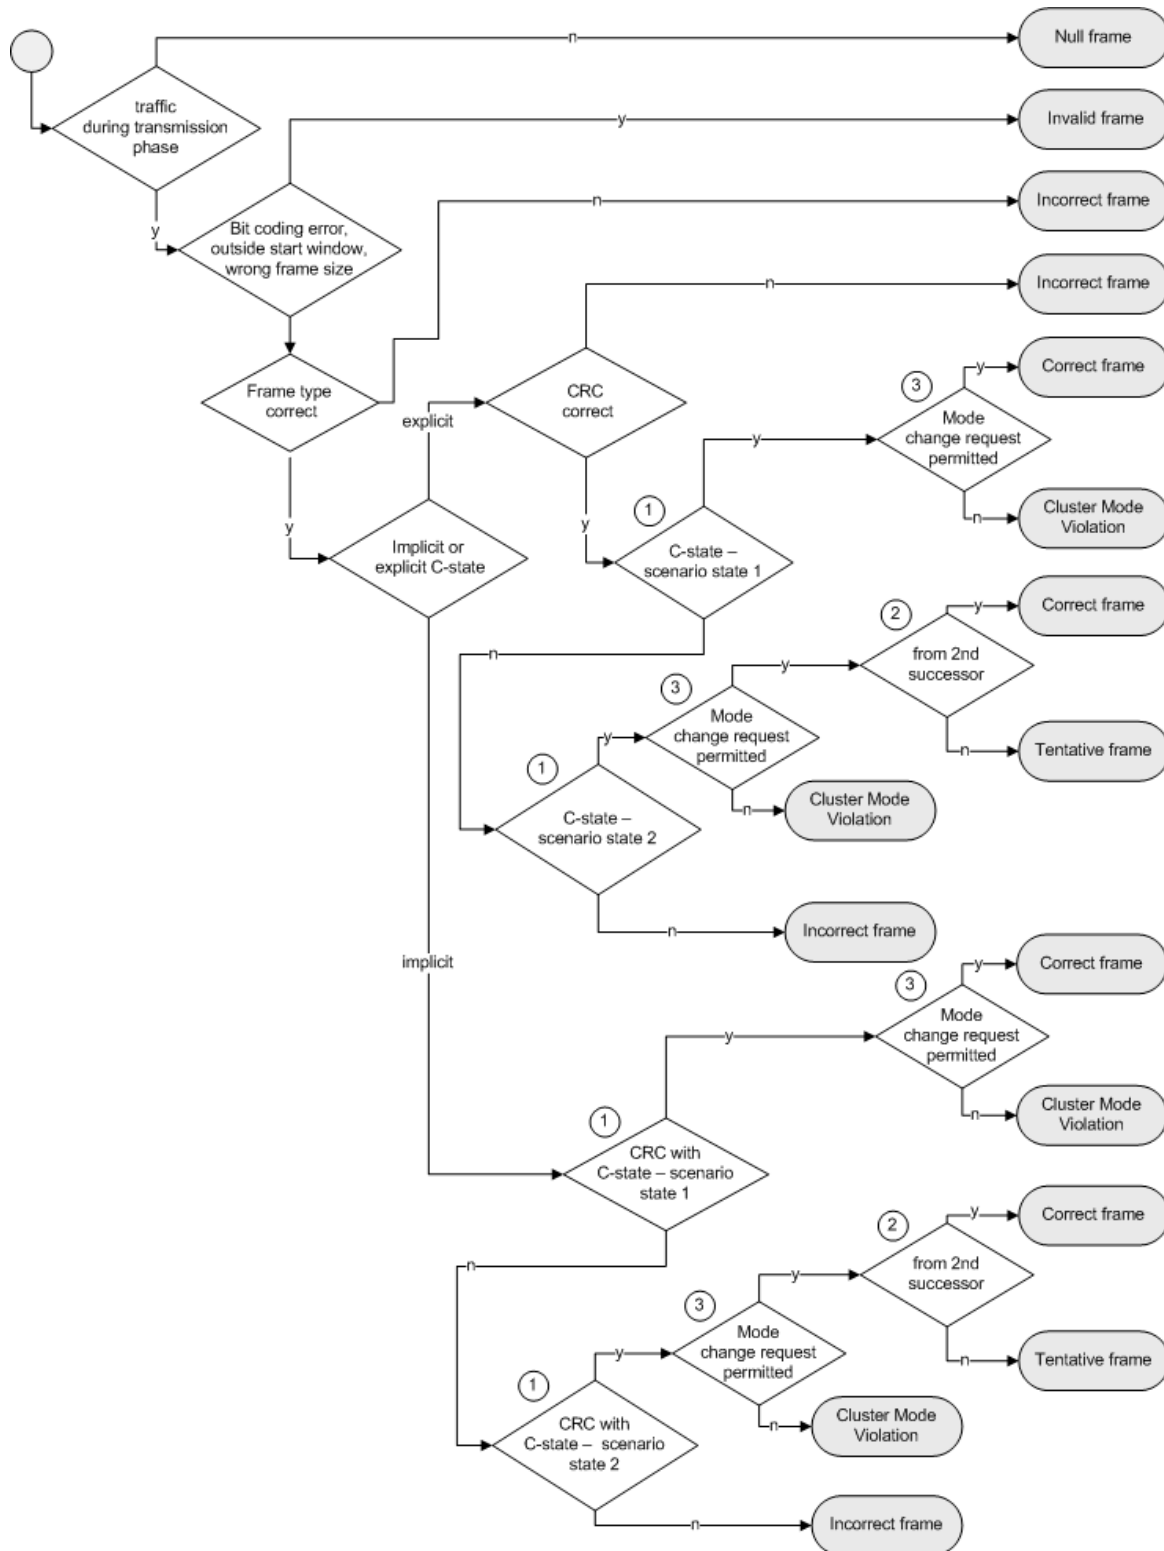 n
Null frame
traffic
during transmission
phase
y
Invalid frame
y
Bit coding error,
outside start window,
wrong frame size
n
Incorrect frame
Frame type
correct
n
Incorrect frame
explicit
CRC
correct
y
Correct frame
3
Mode
change request
permitted
y
y
n
Cluster Mode
Violation
y
Implicit or
explicit C-state
y
1
C-state –
scenario state 1
n
y
Correct frame
2
from 2nd
successor
y
3
Mode
change request
permitted
n
Tentative frame
y
1
C-state –
scenario state 2
n
Cluster Mode
Violation
n
Incorrect frame
implicit
y
Correct frame
3
Mode
change request
permitted
y
n
Cluster Mode
Violation
1
CRC with
C-state – scenario
state 1
n
y
Correct frame
2
from 2nd
successor
y
3
Mode
change request
permitted
n
Tentative frame
y
1
CRC with
C-state – scenario
state 2
n
Cluster Mode
Violation
n
Incorrect frame